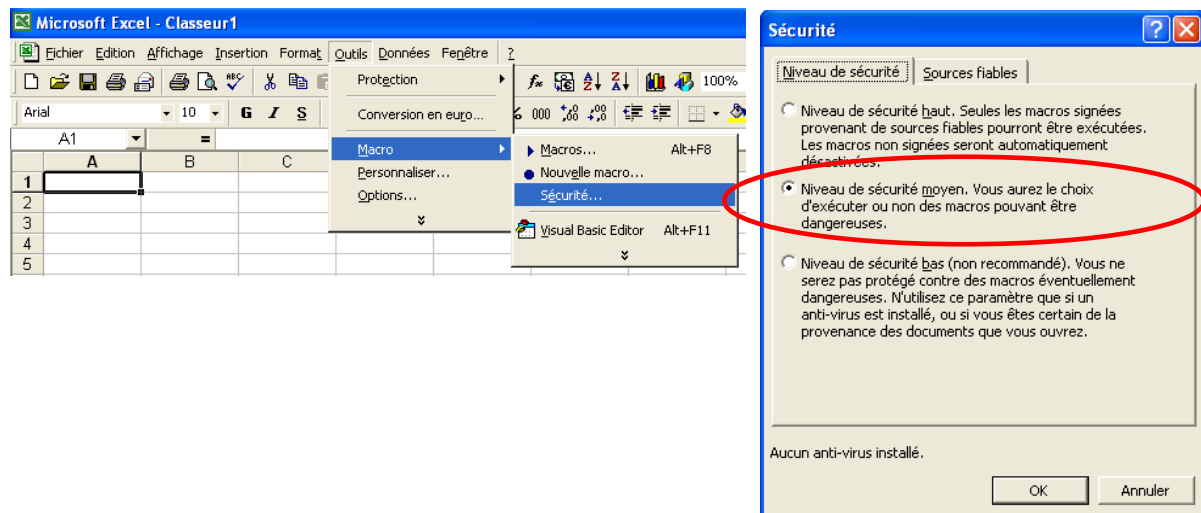 Microsoft Excel - Classeur1
Fichier Edition Affichage Insertion Format Outils Données Fenêtre ?
100%
Arial 10 G I S 000
A1 =
A B C
1
2
3
4
5
Protection
Conversion en euro...
Macro
Personnaliser...
Options...
Macros... Alt+F8
Nouvelle macro...
Sécurité...
Visual Basic Editor Alt+F11
Sécurité
Niveau de sécurité Sources fiables
Niveau de sécurité haut. Seules les macros signées
provenant de sources fiables pourront être exécutées.
Les macros non signées seront automatiquement
désactivées.
Niveau de sécurité moyen. Vous aurez le choix
d'exécuter ou non des macros pouvant être
dangereuses.
Niveau de sécurité bas (non recommandé). Vous ne
serez pas protégé contre des macros éventuellement
dangereuses. N'utilisez ce paramètre que si un
anti-virus est installé, ou si vous êtes certain de la
provenance des documents que vous ouvrez.
Aucun anti-virus installé.
OK Annuler